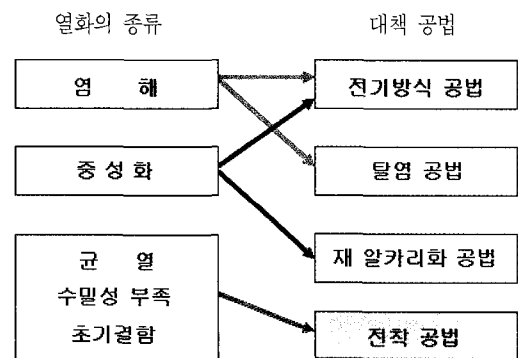 열화의 종류
대책 공법
염 해
전기방식 공법
중성화
탈염 공법
재 알카리화 공법
균 열
수밀성 부족
초기결함
전착 공법